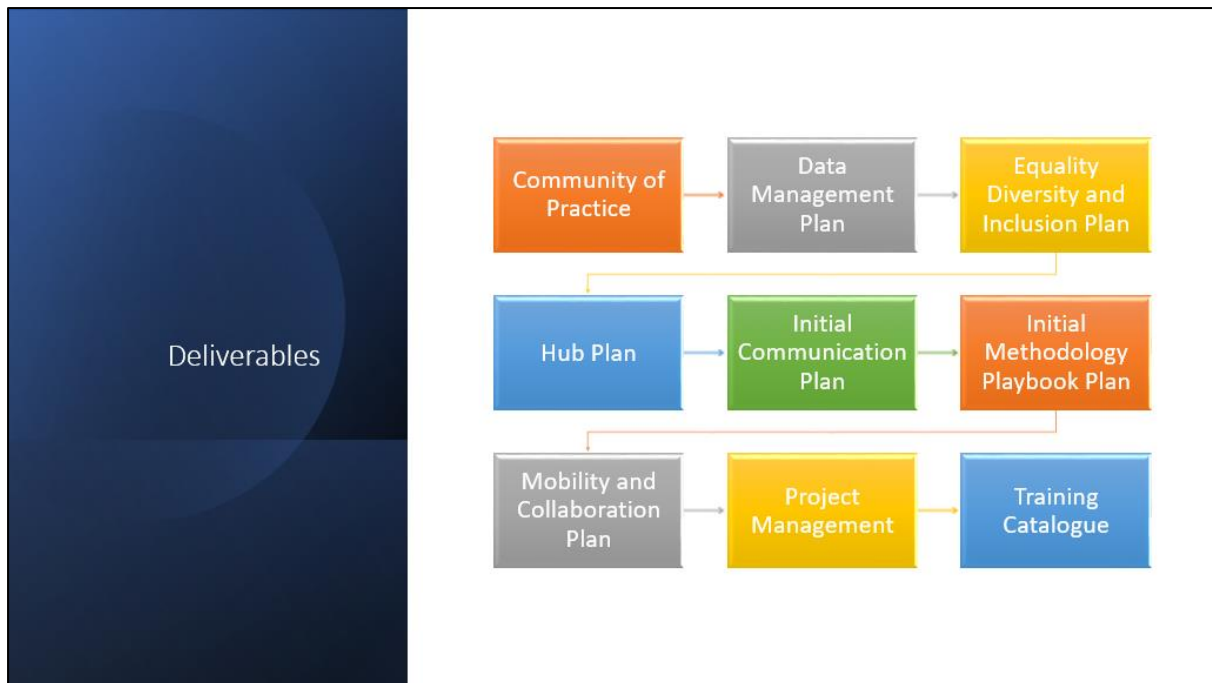 Deliverables
Community of
Practice
Data
Management
Plan
Equality
Diversity and
Inclusion Plan
Hub Plan
Initial
Communication
Plan
Initial
Methodology
Playbook Plan
Mobility and
Collaboration
Plan
Project
Management
Training
Catalogue